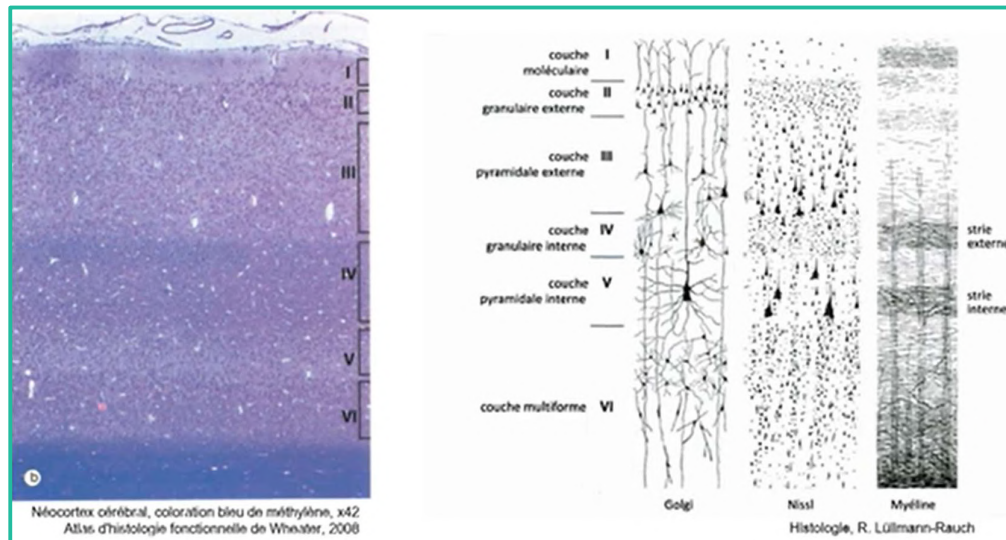 I
II
III
IV
V
VI
b
Néocortex cérébral, coloration bleu de méthylène, x42
Atlas d'histologie fonctionnelle de Wheater, 2008
couche I
moléculaire
couche II
granulaire externe
couche III
pyramidale externe
couche IV
granulaire interne
couche V
pyramidale interne
couche multiforme VI
strie
externe
strie
interne
Golgi Nissl Myéline
Histologie, R. Lüllmann-Rauch